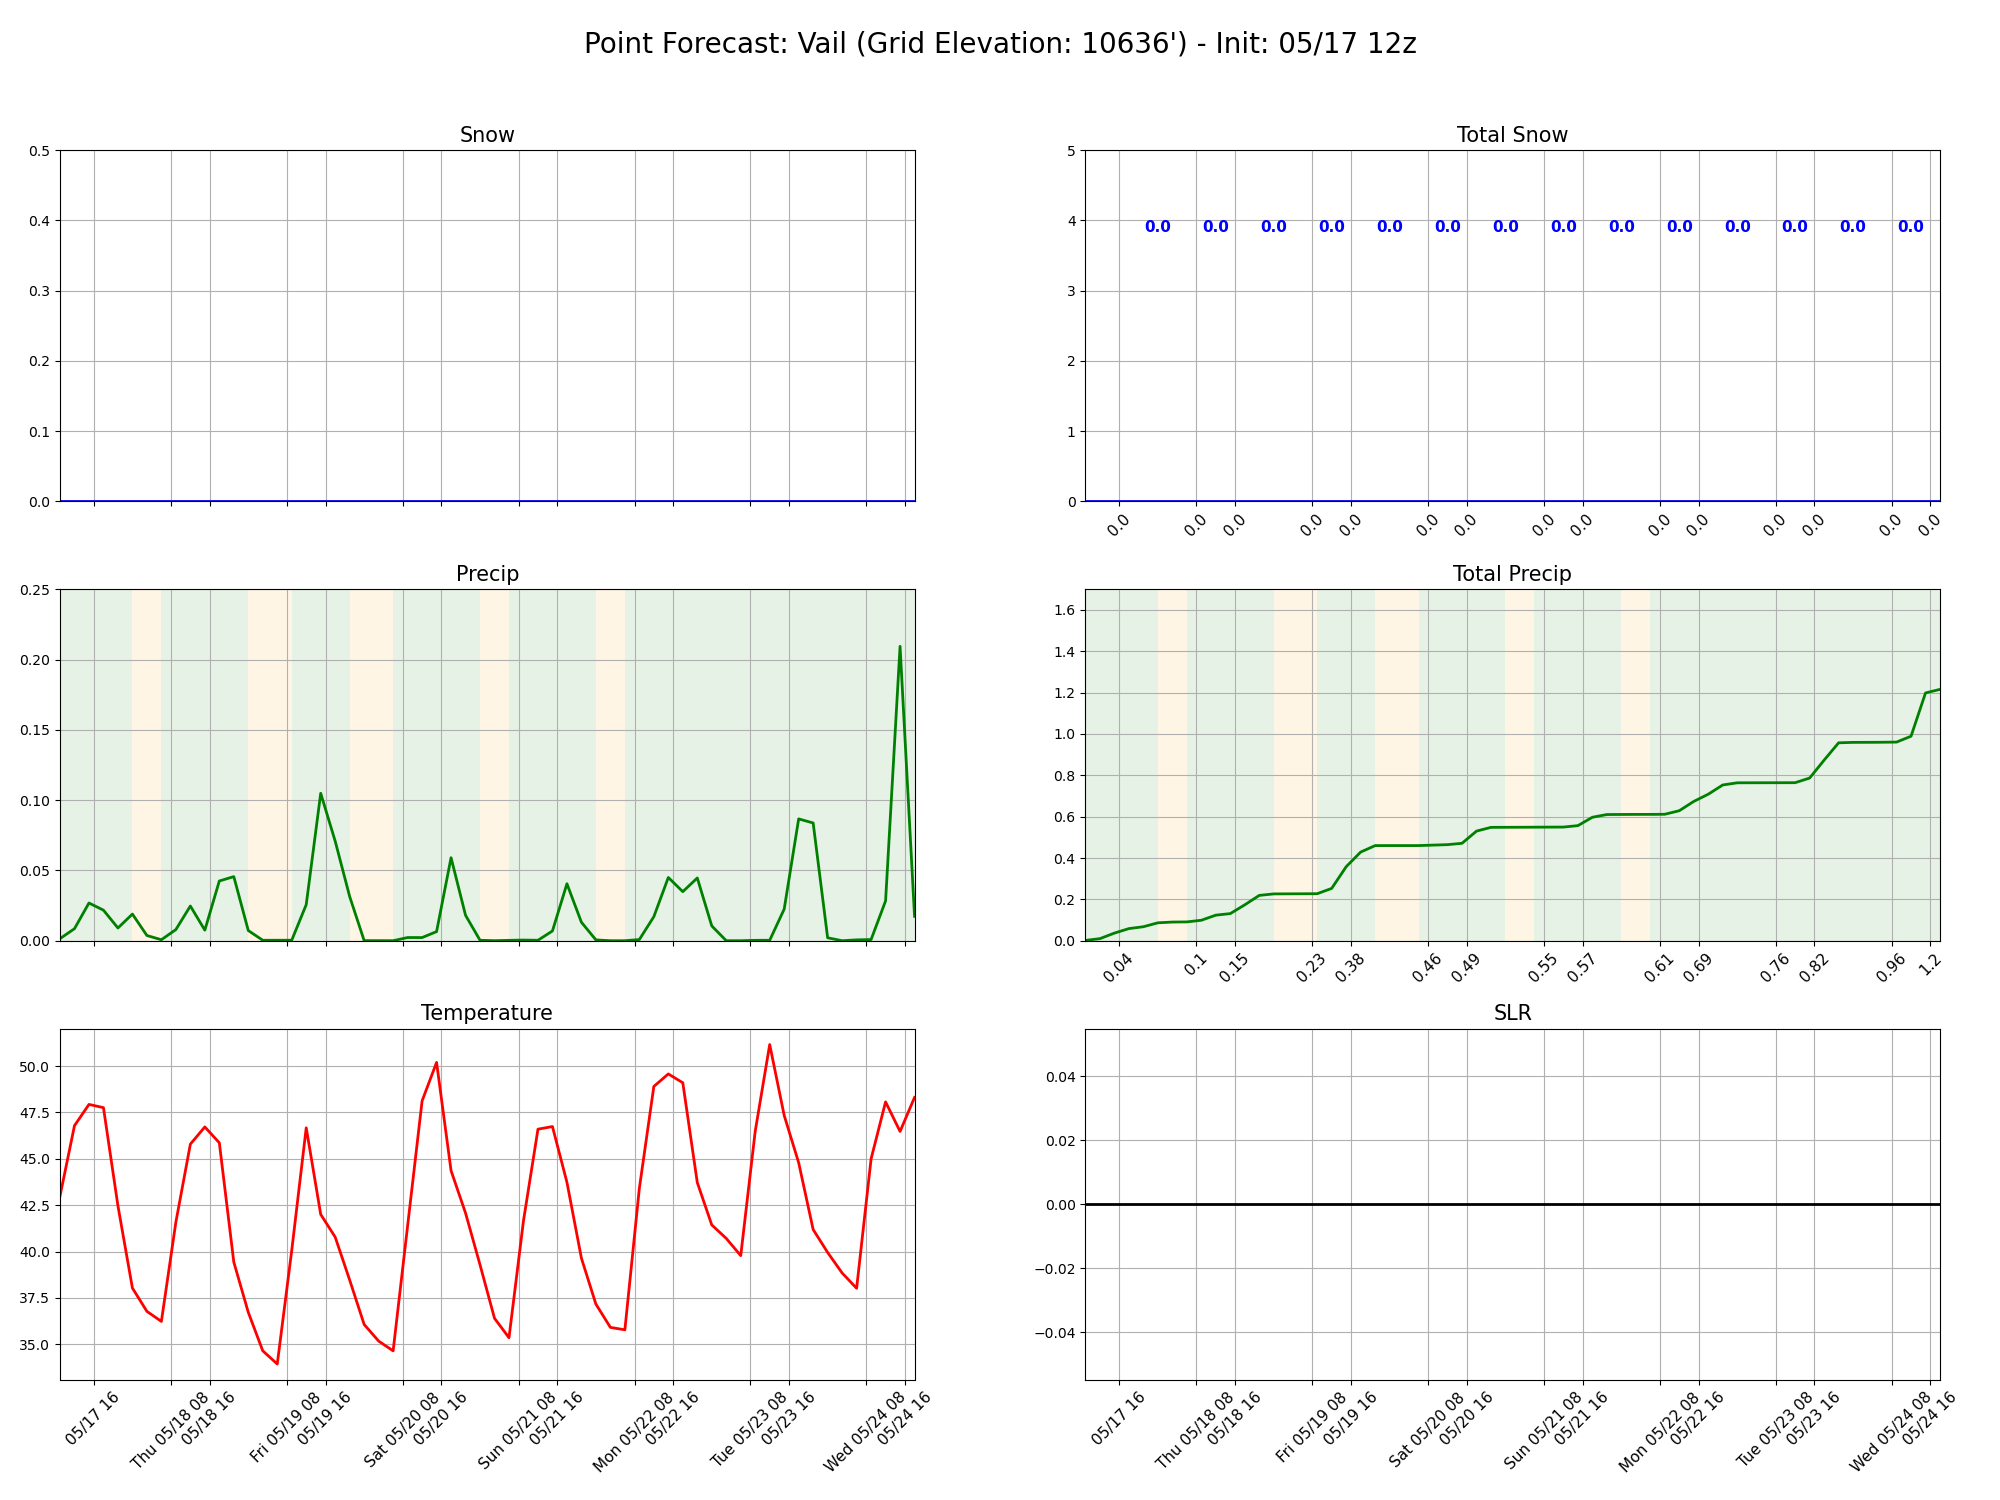 Point Forecast: Vail (Grid Elevation: 10636') - Init: 05/17 12z
Snow
0.5
0.4
0.3
0.2
0.1
0.0
Total Snow
5
4
3
2
1
0
0.0 0.0 0.0 0.0 0.0 0.0 0.0 0.0 0.0 0.0 0.0 0.0 0.0 0.0
0.0 0.0 0.0 0.0 0.0 0.0 0.0 0.0 0.0 0.0 0.0 0.0 0.0 0.0 0.0
Precip
0.25
0.20
0.15
0.10
0.05
0.00
Total Precip
1.6
1.4
1.2
1.0
0.8
0.6
0.4
0.2
0.0
0.04 0.1 0.15 0.23 0.38 0.46 0.49 0.55 0.57 0.61 0.69 0.76 0.82 0.96 1.2
Temperature
50.0
47.5
45.0
42.5
40.0
37.5
35.0
05/17 16
Thu 05/18 08
05/18 16
Fri 05/19 08
05/19 16
Sat 05/20 08
05/20 16
Sun 05/21 08
05/21 16
Mon 05/22 08
05/22 16
Tue 05/23 08
05/23 16
Wed 05/24 08
05/24 16
SLR
0.04
0.02
0.00
−0.02
−0.04
05/17 16
Thu 05/18 08
05/18 16
Fri 05/19 08
05/19 16
Sat 05/20 08
05/20 16
Sun 05/21 08
05/21 16
Mon 05/22 08
05/22 16
Tue 05/23 08
05/23 16
Wed 05/24 08
05/24 16